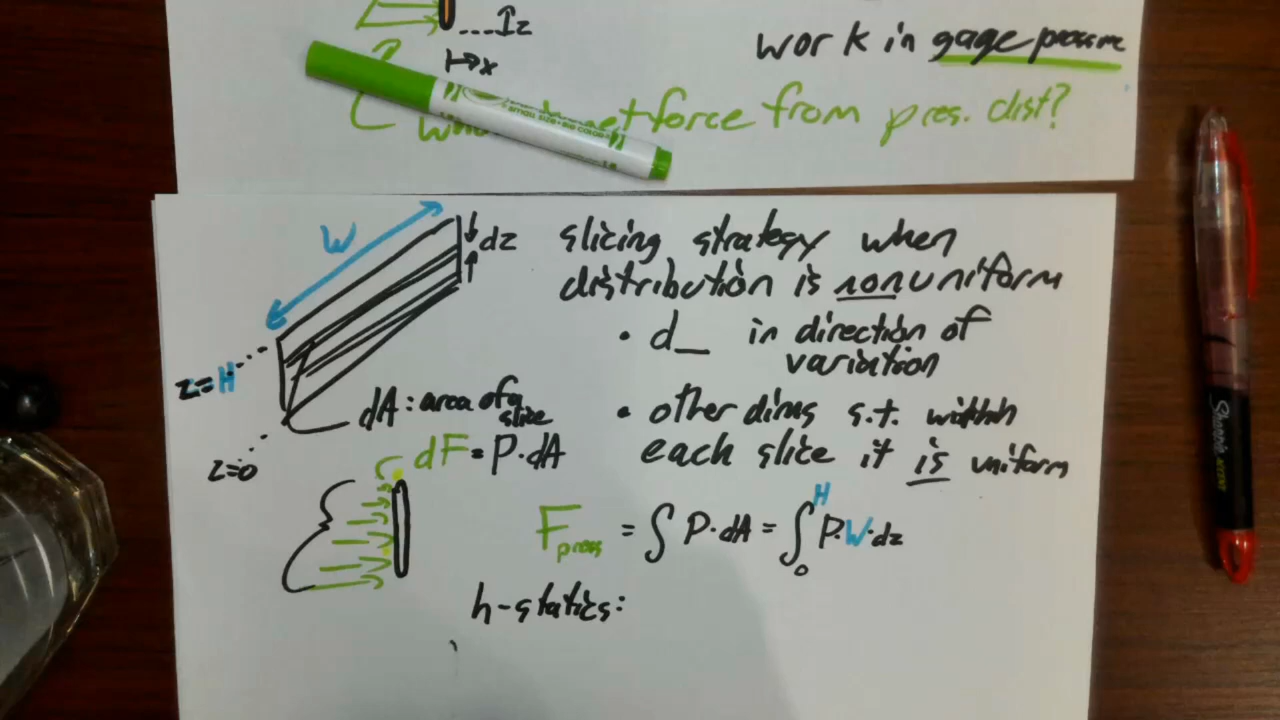 ...Iz
↦x
work in gage pressure
net force from pres. dist?
W
dz
slicing strategy when
distribution is nonuniform
• d_ in direction of
variation
z=H
dA: area of a
slice
• other dims s.t. within
each slice it is uniform
z=0
dF = P·dA
F press = ∫ P·dA = ∫₀ᴴ P·W·dz
h-statics:
Sharpie ACCENT